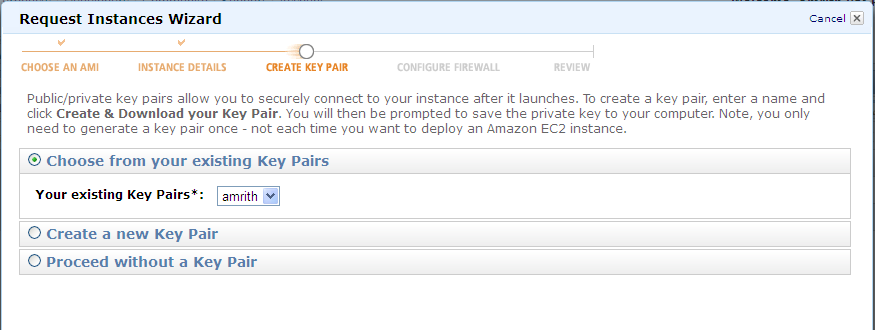 Request Instances Wizard
Cancel
CHOOSE AN AMI INSTANCE DETAILS CREATE KEY PAIR CONFIGURE FIREWALL REVIEW
Public/private key pairs allow you to securely connect to your instance after it launches. To create a key pair, enter a name and
click Create & Download your Key Pair. You will then be prompted to save the private key to your computer. Note, you only
need to generate a key pair once - not each time you want to deploy an Amazon EC2 instance.
Choose from your existing Key Pairs
Your existing Key Pairs*: amrith
Create a new Key Pair
Proceed without a Key Pair